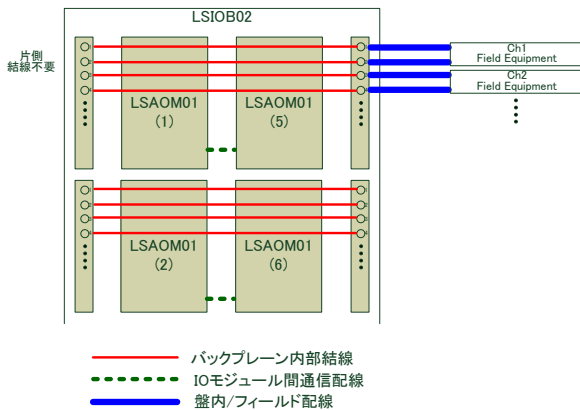 LSIOB02
片側
結線不要
Ch1
Field Equipment
Ch2
Field Equipment
LSAOM01
(1)
LSAOM01
(5)
LSAOM01
(2)
LSAOM01
(6)
バックプレーン内部結線
IOモジュール間通信配線
盤内/フィールド配線